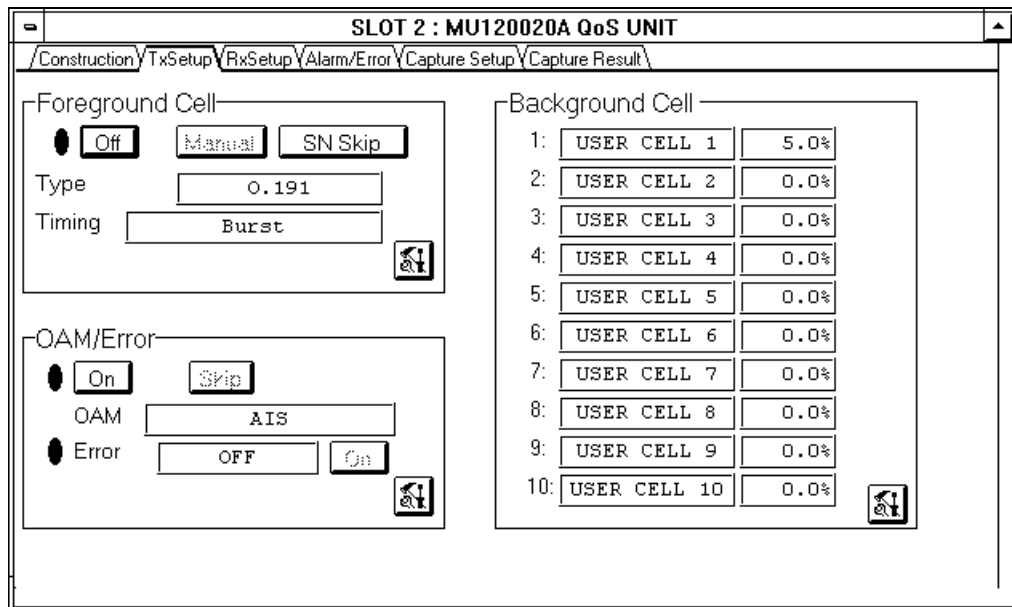 SLOT 2 : MU120020A QoS UNIT
Construction TxSetup RxSetup Alarm/Error Capture Setup Capture Result
Foreground Cell
Off Manual SN Skip
Type 0.191
Timing Burst
OAM/Error
On Skip
OAM AIS
Error OFF On
Background Cell
1: USER CELL 1 5.0%
2: USER CELL 2 0.0%
3: USER CELL 3 0.0%
4: USER CELL 4 0.0%
5: USER CELL 5 0.0%
6: USER CELL 6 0.0%
7: USER CELL 7 0.0%
8: USER CELL 8 0.0%
9: USER CELL 9 0.0%
10: USER CELL 10 0.0%